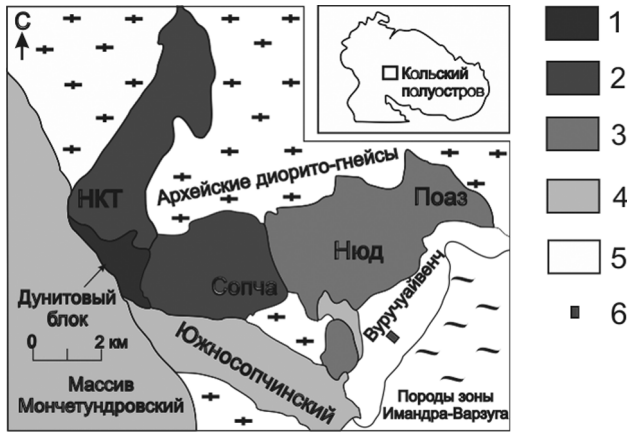 С
Кольский
полуостров
Архейские диорито-гнейсы
НКТ
Поаз
Нюд
Сопча
Дунитовый
блок
0 2 км
Южносопчинский
Вуручуайвенч
Массив
Мончетундровский
Породы зоны
Имандра-Варзуга
1
2
3
4
5
6